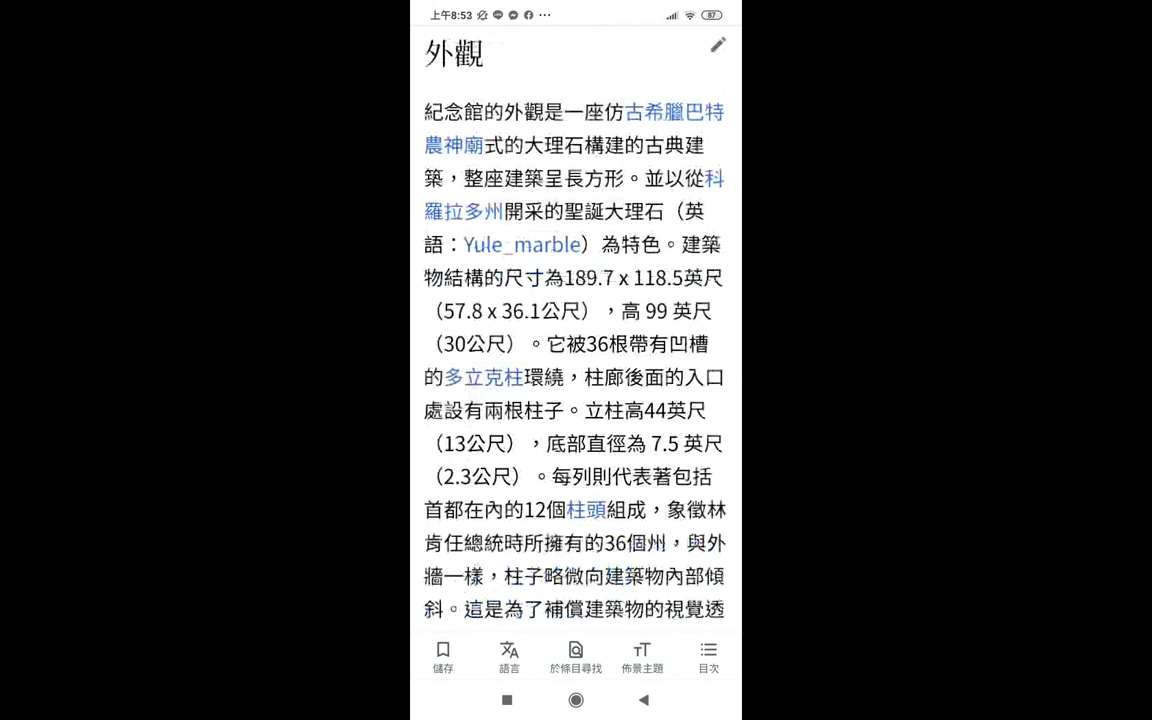 上午8:53 ... 87
外觀
紀念館的外觀是一座仿古希臘巴特
農神廟式的大理石構建的古典建
築，整座建築呈長方形。並以從科
羅拉多州開采的聖誕大理石（英
語：Yule_marble）為特色。建築
物結構的尺寸為189.7 x 118.5英尺
（57.8 x 36.1公尺），高 99 英尺
（30公尺）。它被36根帶有凹槽
的多立克柱環繞，柱廊後面的入口
處設有兩根柱子。立柱高44英尺
（13公尺），底部直徑為 7.5 英尺
（2.3公尺）。每列則代表著包括
首都在內的12個柱頭組成，象徵林
肯任總統時所擁有的36個州，與外
牆一樣，柱子略微向建築物內部傾
斜。這是為了補償建築物的視覺透
儲存 語言 於條目尋找 佈景主題 目次